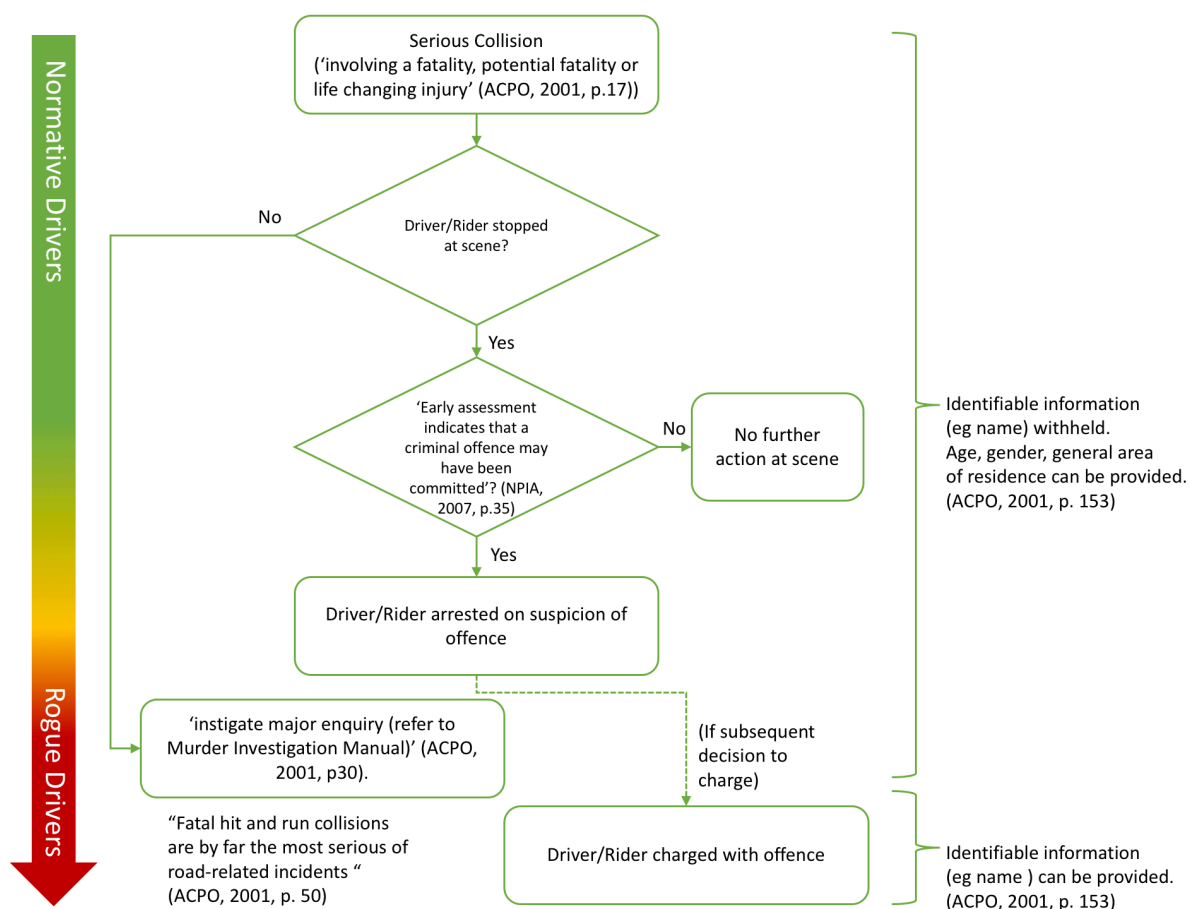 Normative Drivers
Rogue Drivers
Serious Collision
(‘involving a fatality, potential fatality or
life changing injury’ (ACPO, 2001, p.17))
Driver/Rider stopped
at scene?
No
Yes
‘Early assessment
indicates that a
criminal offence may
have been
committed’? (NPIA,
2007, p.35)
No
No further
action at scene
Yes
Driver/Rider arrested on suspicion of
offence
‘instigate major enquiry (refer to
Murder Investigation Manual)’ (ACPO,
2001, p30).
(If subsequent
decision to
charge)
“Fatal hit and run collisions
are by far the most serious of
road-related incidents “
(ACPO, 2001, p. 50)
Driver/Rider charged with offence
Identifiable information
(eg name) withheld.
Age, gender, general area
of residence can be provided.
(ACPO, 2001, p. 153)
Identifiable information
(eg name ) can be provided.
(ACPO, 2001, p. 153)